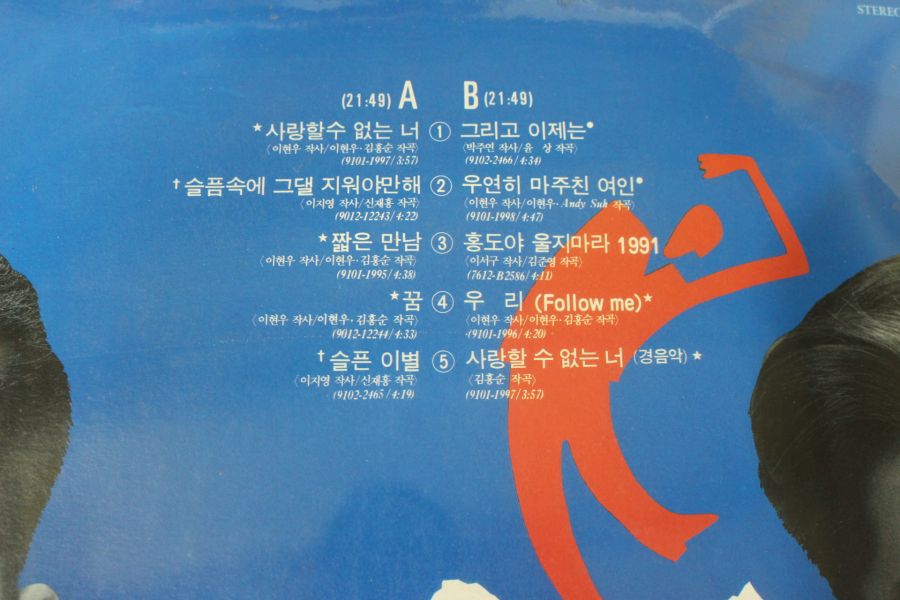 STEREO
(21:49) A
★사랑할수 없는 너 ①
〈이현우 작사/이현우·김홍순 작곡〉
(9101-1997/3:57)
†슬픔속에 그댈 지워야만해 ②
〈이지영 작사/신재홍 작곡〉
(9012-12243/4:22)
★짧은 만남 ③
〈이현우 작사/이현우·김홍순 작곡〉
(9101-1995/4:38)
★꿈 ④
〈이현우 작사/이현우·김홍순 작곡〉
(9012-12244/4:33)
†슬픈 이별 ⑤
〈이지영 작사/신재홍 작곡〉
(9102-2465/4:19)
B (21:49)
그리고 이제는●
〈박주연 작사/윤 상 작곡〉
(9102-2466/4:34)
우연히 마주친 여인●
〈이현우 작사/이현우·Andy Suh 작곡〉
(9101-1998/4:47)
홍도야 울지마라 1991
〈이서구 작사/김준영 작곡〉
(7612-B2586/4:11)
우 리 (Follow me)★
〈이현우 작사/이현우·김홍순 작곡〉
(9101-1996/4:20)
사랑할 수 없는 너 (경음악)★
〈김홍순 작곡〉
(9101-1997/3:57)